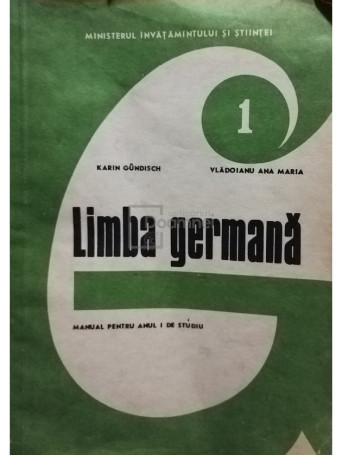 MINISTERUL ÎNVĂȚĂMÎNTULUI ȘI ȘTIINȚEI
1
KARIN GÜNDISCH VLĂDOIANU ANA MARIA
Limba germană
MANUAL PENTRU ANUL I DE STUDIU